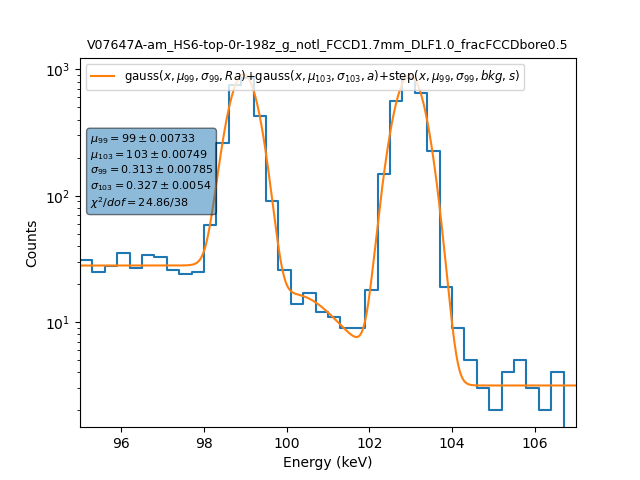 V07647A-am_HS6-top-0r-198z_g_notl_FCCD1.7mm_DLF1.0_fracFCCDbore0.5
gauss(x, μ₉₉, σ₉₉, Ra)+gauss(x, μ₁₀₃, σ₁₀₃, a)+step(x, μ₉₉, σ₉₉, bkg, s)
μ₉₉ = 99 ± 0.00733
μ₁₀₃ = 103 ± 0.00749
σ₉₉ = 0.313 ± 0.00785
σ₁₀₃ = 0.327 ± 0.0054
χ²/dof = 24.86/38
10³
10²
10¹
Counts
96 98 100 102 104 106
Energy (keV)